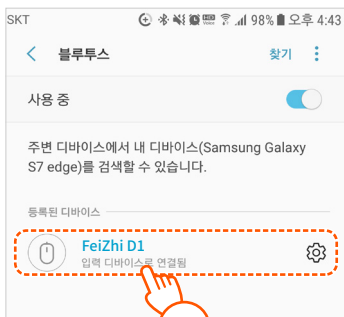 SKT 98% 오후 4:43
블루투스 찾기
사용 중
주변 디바이스에서 내 디바이스(Samsung Galaxy
S7 edge)를 검색할 수 있습니다.
등록된 디바이스
FeiZhi D1
입력 디바이스로 연결됨